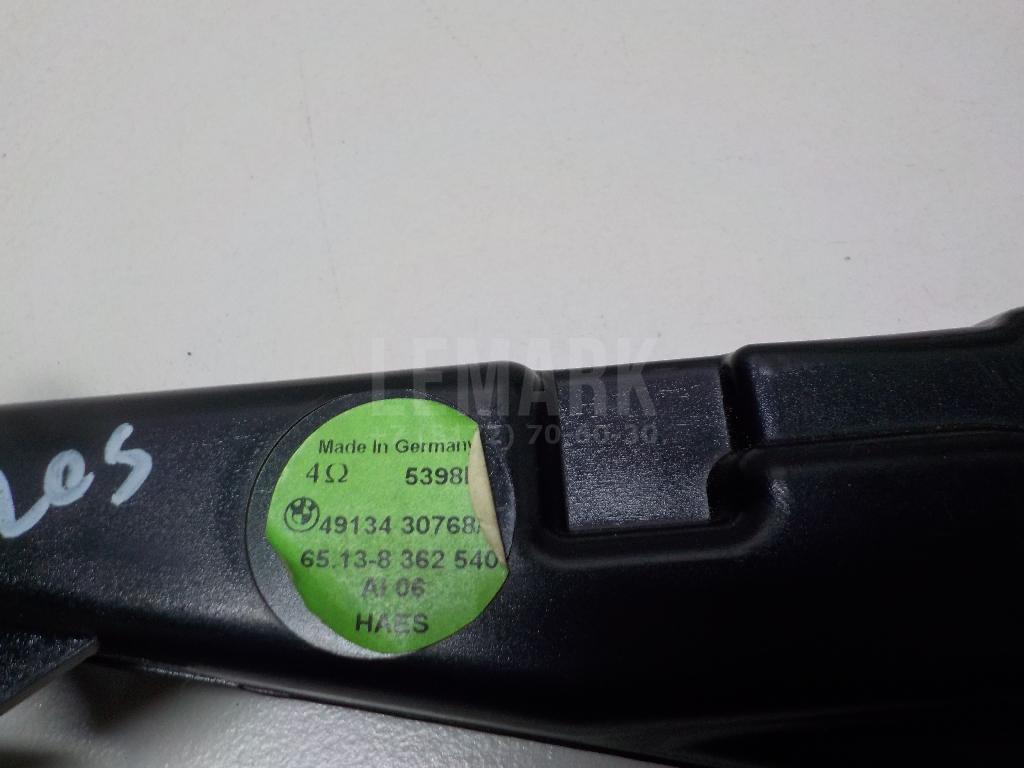 LEMARK
Made In Germany
4Ω 5398
49134 30768
65.13-8 362 540
AI 06
HAES